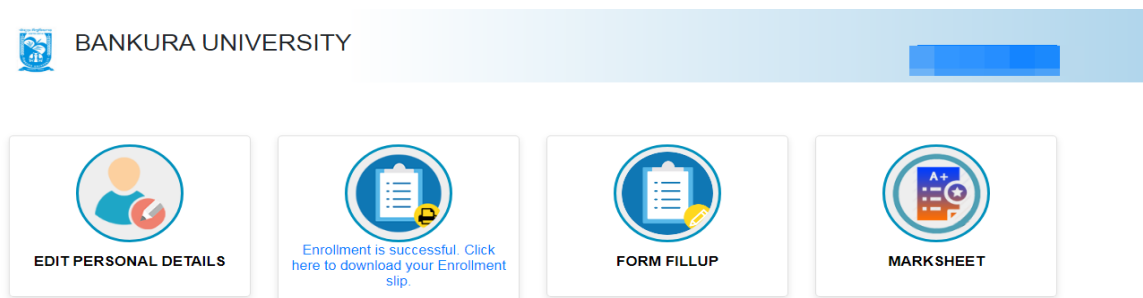 BANKURA UNIVERSITY
EDIT PERSONAL DETAILS
Enrollment is successful. Click
here to download your Enrollment
slip.
FORM FILLUP
A+
MARKSHEET